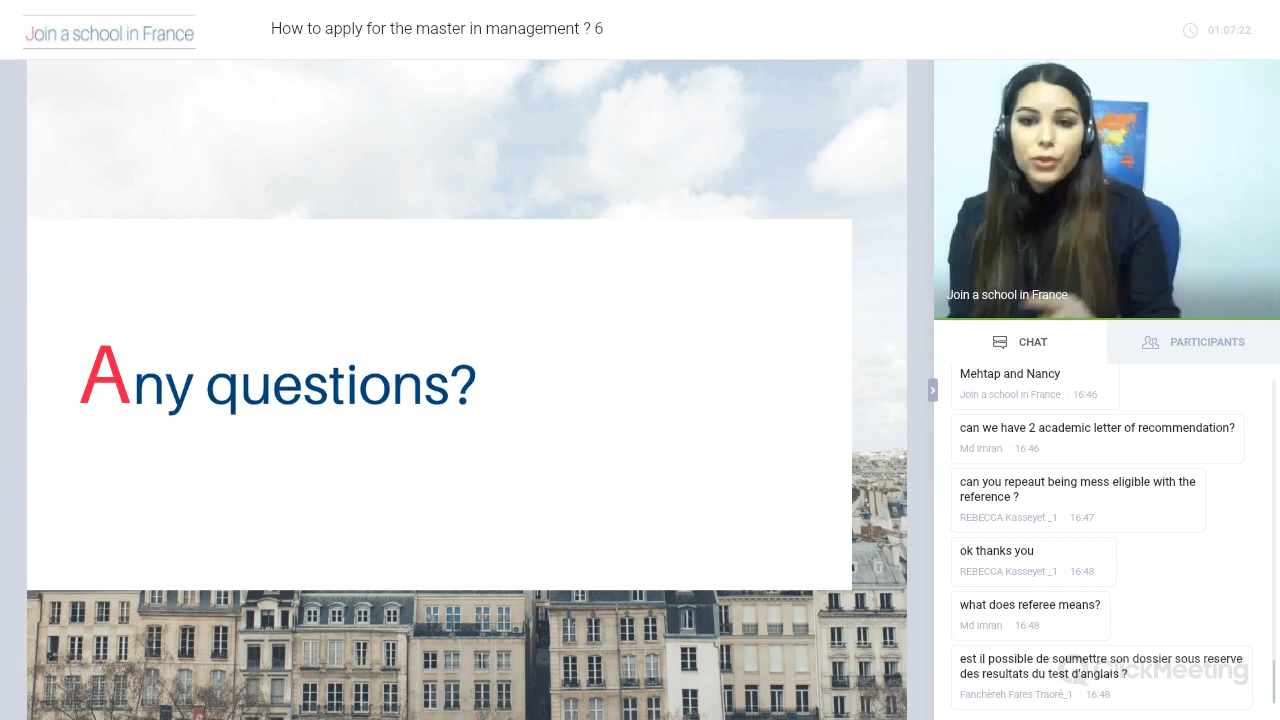 Join a school in France
How to apply for the master in management ? 6
01:07:22
Any questions?
Join a school in France
CHAT
PARTICIPANTS
Mehtap and Nancy
Join a school in France 16:46
can we have 2 academic letter of recommendation?
Md Imran 16:46
can you repeaut being mess eligible with the
reference ?
REBECCA Kasseyet _1 16:47
ok thanks you
REBECCA Kasseyet _1 16:48
what does referee means?
Md Imran 16:48
est il possible de soumettre son dossier sous reserve
des resultats du test d'anglais ?
Fanchèreh Fares Traoré_1 16:48
ClickMeeting